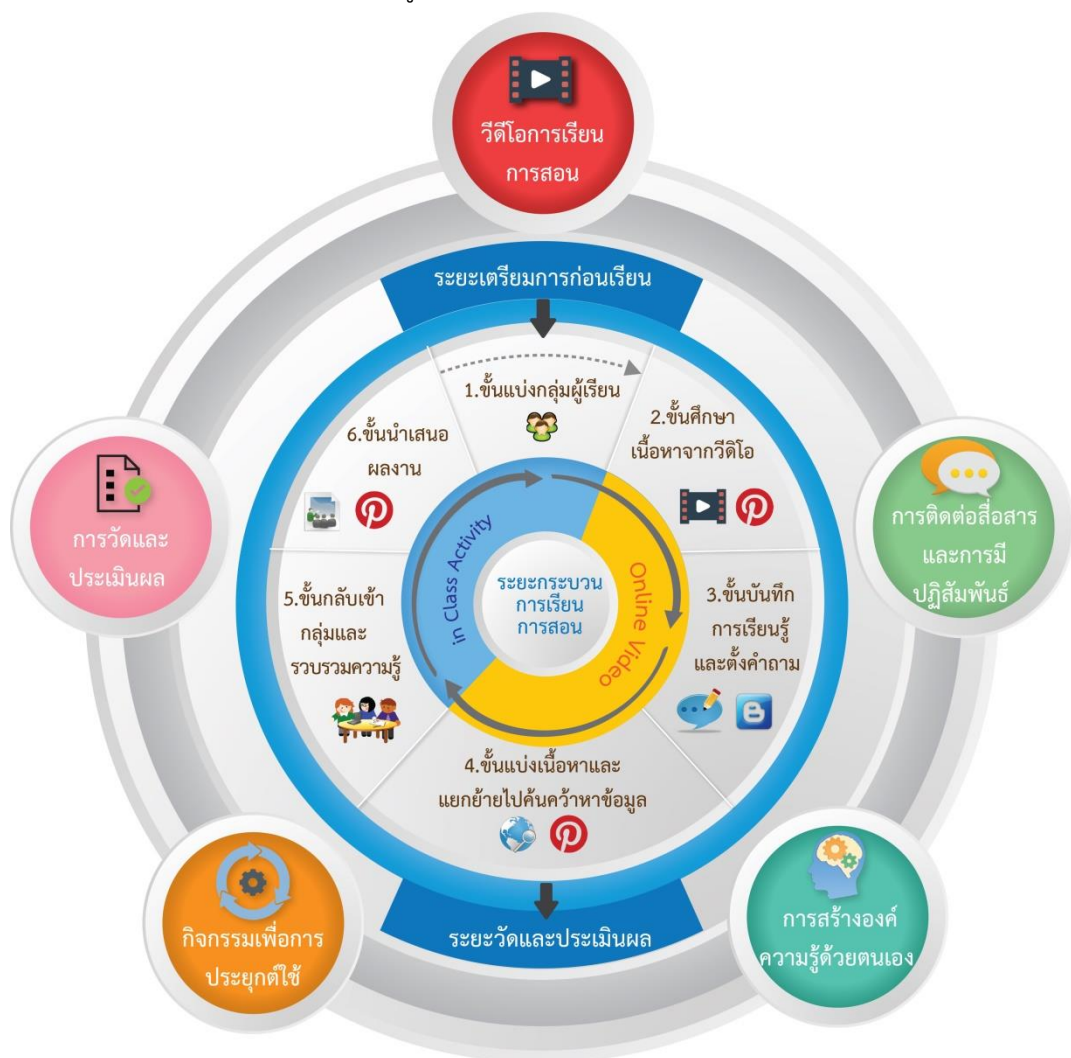 วีดีโอการเรียน
การสอน
ระยะเตรียมการก่อนเรียน
1.ขั้นแบ่งกลุ่มผู้เรียน
2.ขั้นศึกษา
เนื้อหาจากวีดิโอ
3.ขั้นบันทึก
การเรียนรู้
และตั้งคำถาม
4.ขั้นแบ่งเนื้อหาและ
แยกย้ายไปค้นคว้าหาข้อมูล
5.ขั้นกลับเข้า
กลุ่มและ
รวบรวมความรู้
6.ขั้นนำเสนอ
ผลงาน
in Class Activity
Online Video
ระยะกระบวน
การเรียน
การสอน
ระยะวัดและประเมินผล
การติดต่อสื่อสาร
และการมี
ปฏิสัมพันธ์
การสร้างองค์
ความรู้ด้วยตนเอง
กิจกรรมเพื่อการ
ประยุกต์ใช้
การวัดและ
ประเมินผล